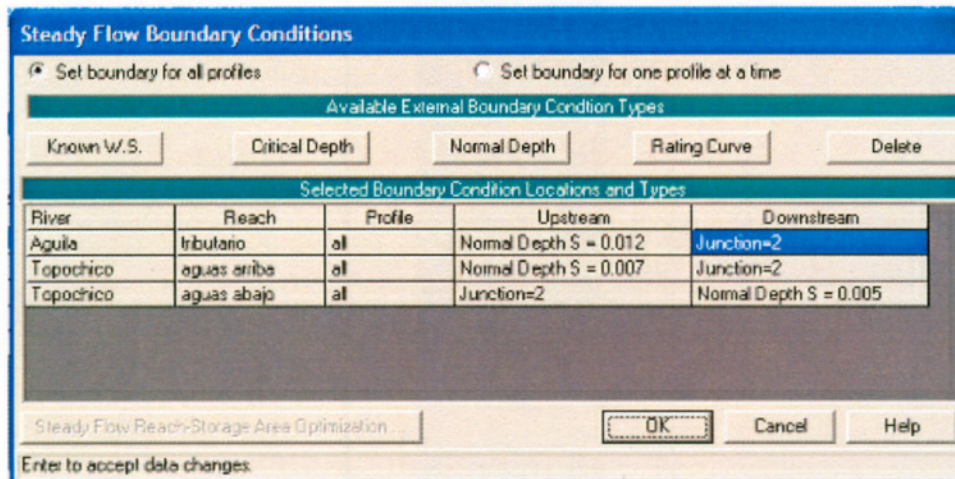 Steady Flow Boundary Conditions
Set boundary for all profiles Set boundary for one profile at a time
Available External Boundary Condtion Types
Known W.S. Critical Depth Normal Depth Rating Curve Delete
Selected Boundary Condition Locations and Types
River Reach Profile Upstream Downstream
Aguila tributario all Normal Depth S = 0.012 Junction=2
Topochico aguas arriba all Normal Depth S = 0.007 Junction=2
Topochico aguas abajo all Junction=2 Normal Depth S = 0.005
Steady Flow Reach-Storage Area Optimization ... OK Cancel Help
Enter to accept data changes.